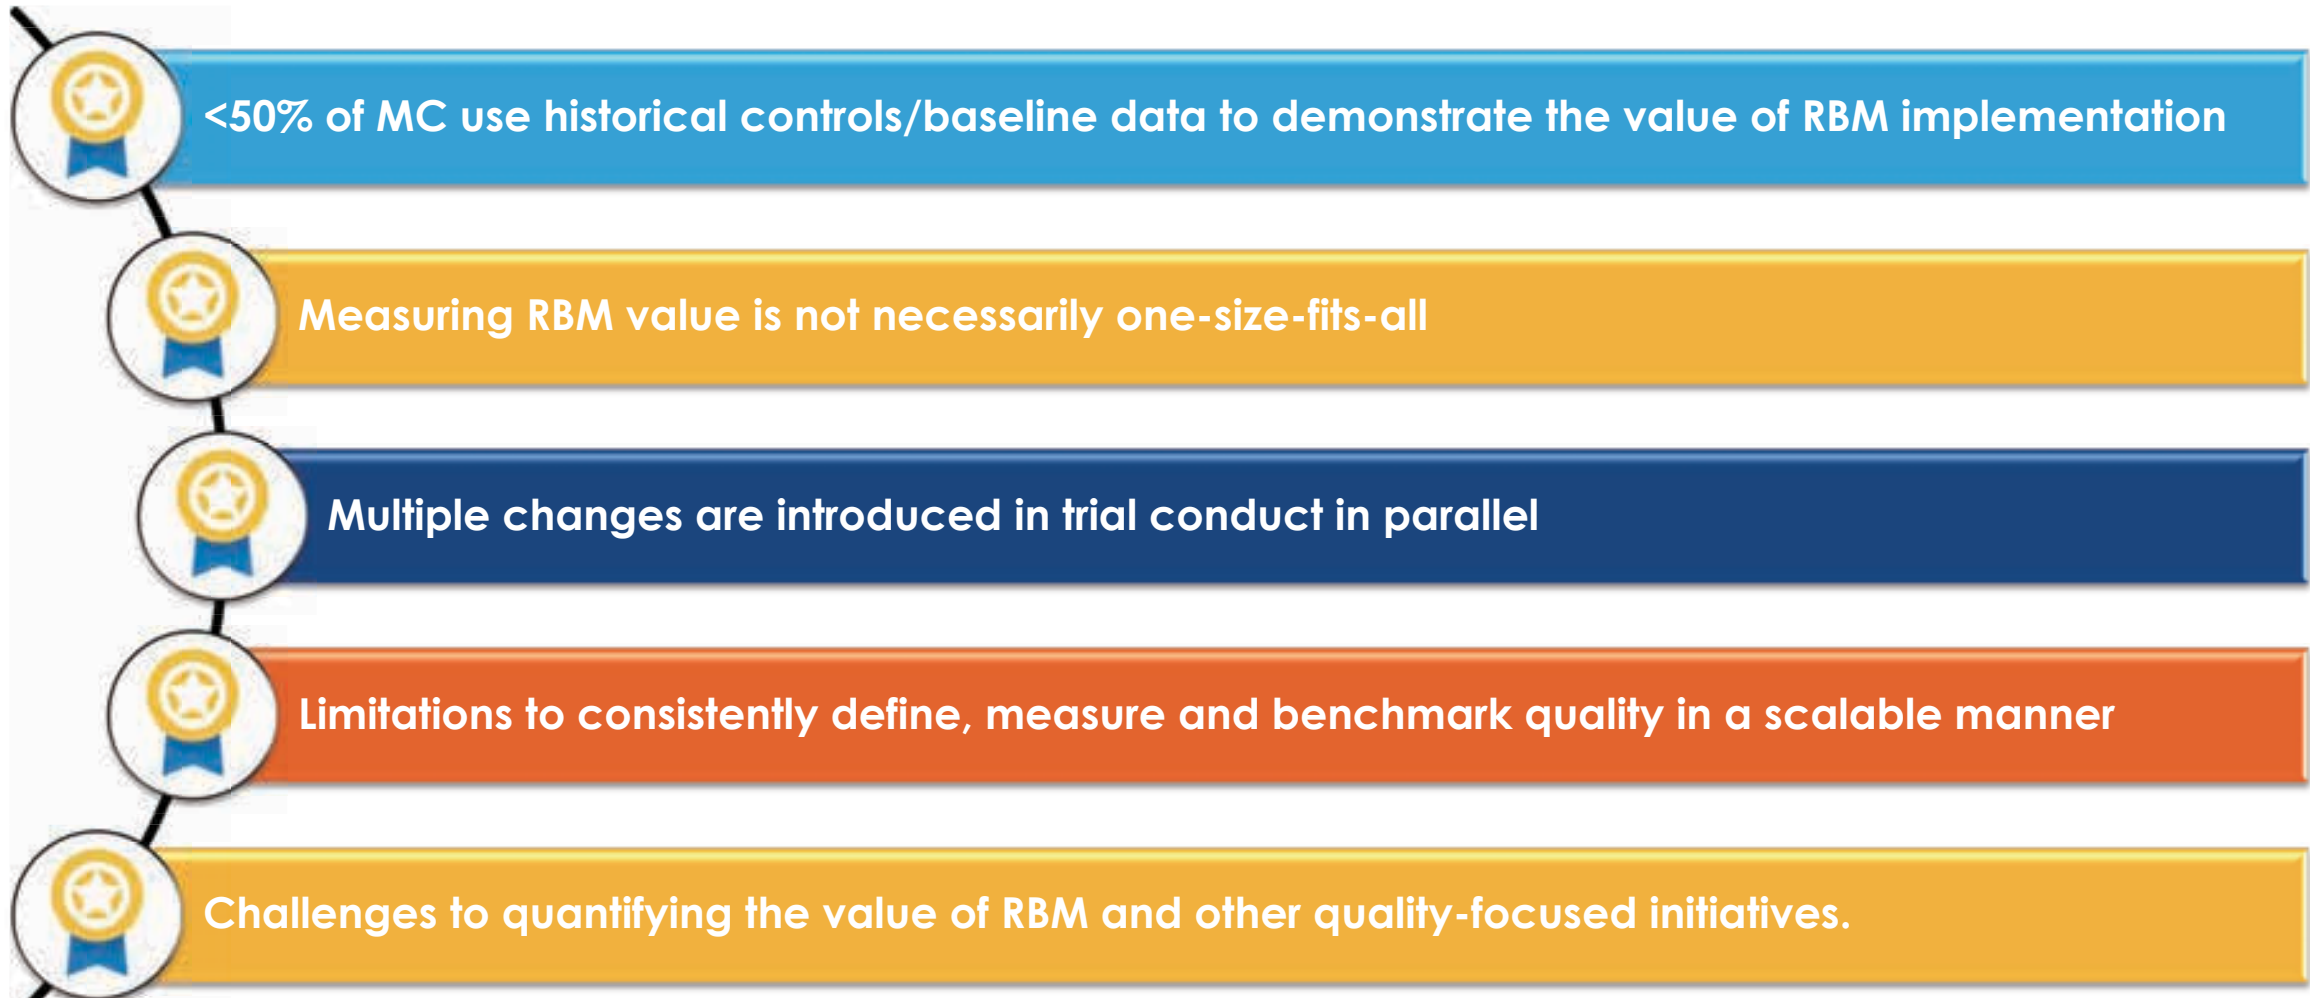 <50% of MC use historical controls/baseline data to demonstrate the value of RBM implementation
Measuring RBM value is not necessarily one-size-fits-all
Multiple changes are introduced in trial conduct in parallel
Limitations to consistently define, measure and benchmark quality in a scalable manner
Challenges to quantifying the value of RBM and other quality-focused initiatives.